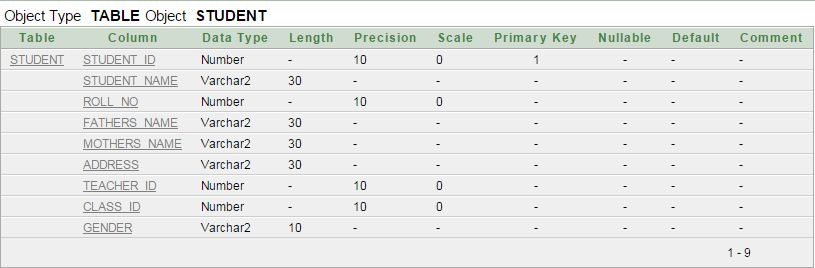 Object Type TABLE Object STUDENT
Table Column Data Type Length Precision Scale Primary Key Nullable Default Comment
STUDENT STUDENT_ID Number - 10 0 1 - - -
STUDENT_NAME Varchar2 30 - - - - - -
ROLL_NO Number - 10 0 - - - -
FATHERS_NAME Varchar2 30 - - - - - -
MOTHERS_NAME Varchar2 30 - - - - - -
ADDRESS Varchar2 30 - - - - - -
TEACHER_ID Number - 10 0 - - - -
CLASS_ID Number - 10 0 - - - -
GENDER Varchar2 10 - - - - - -
1 - 9